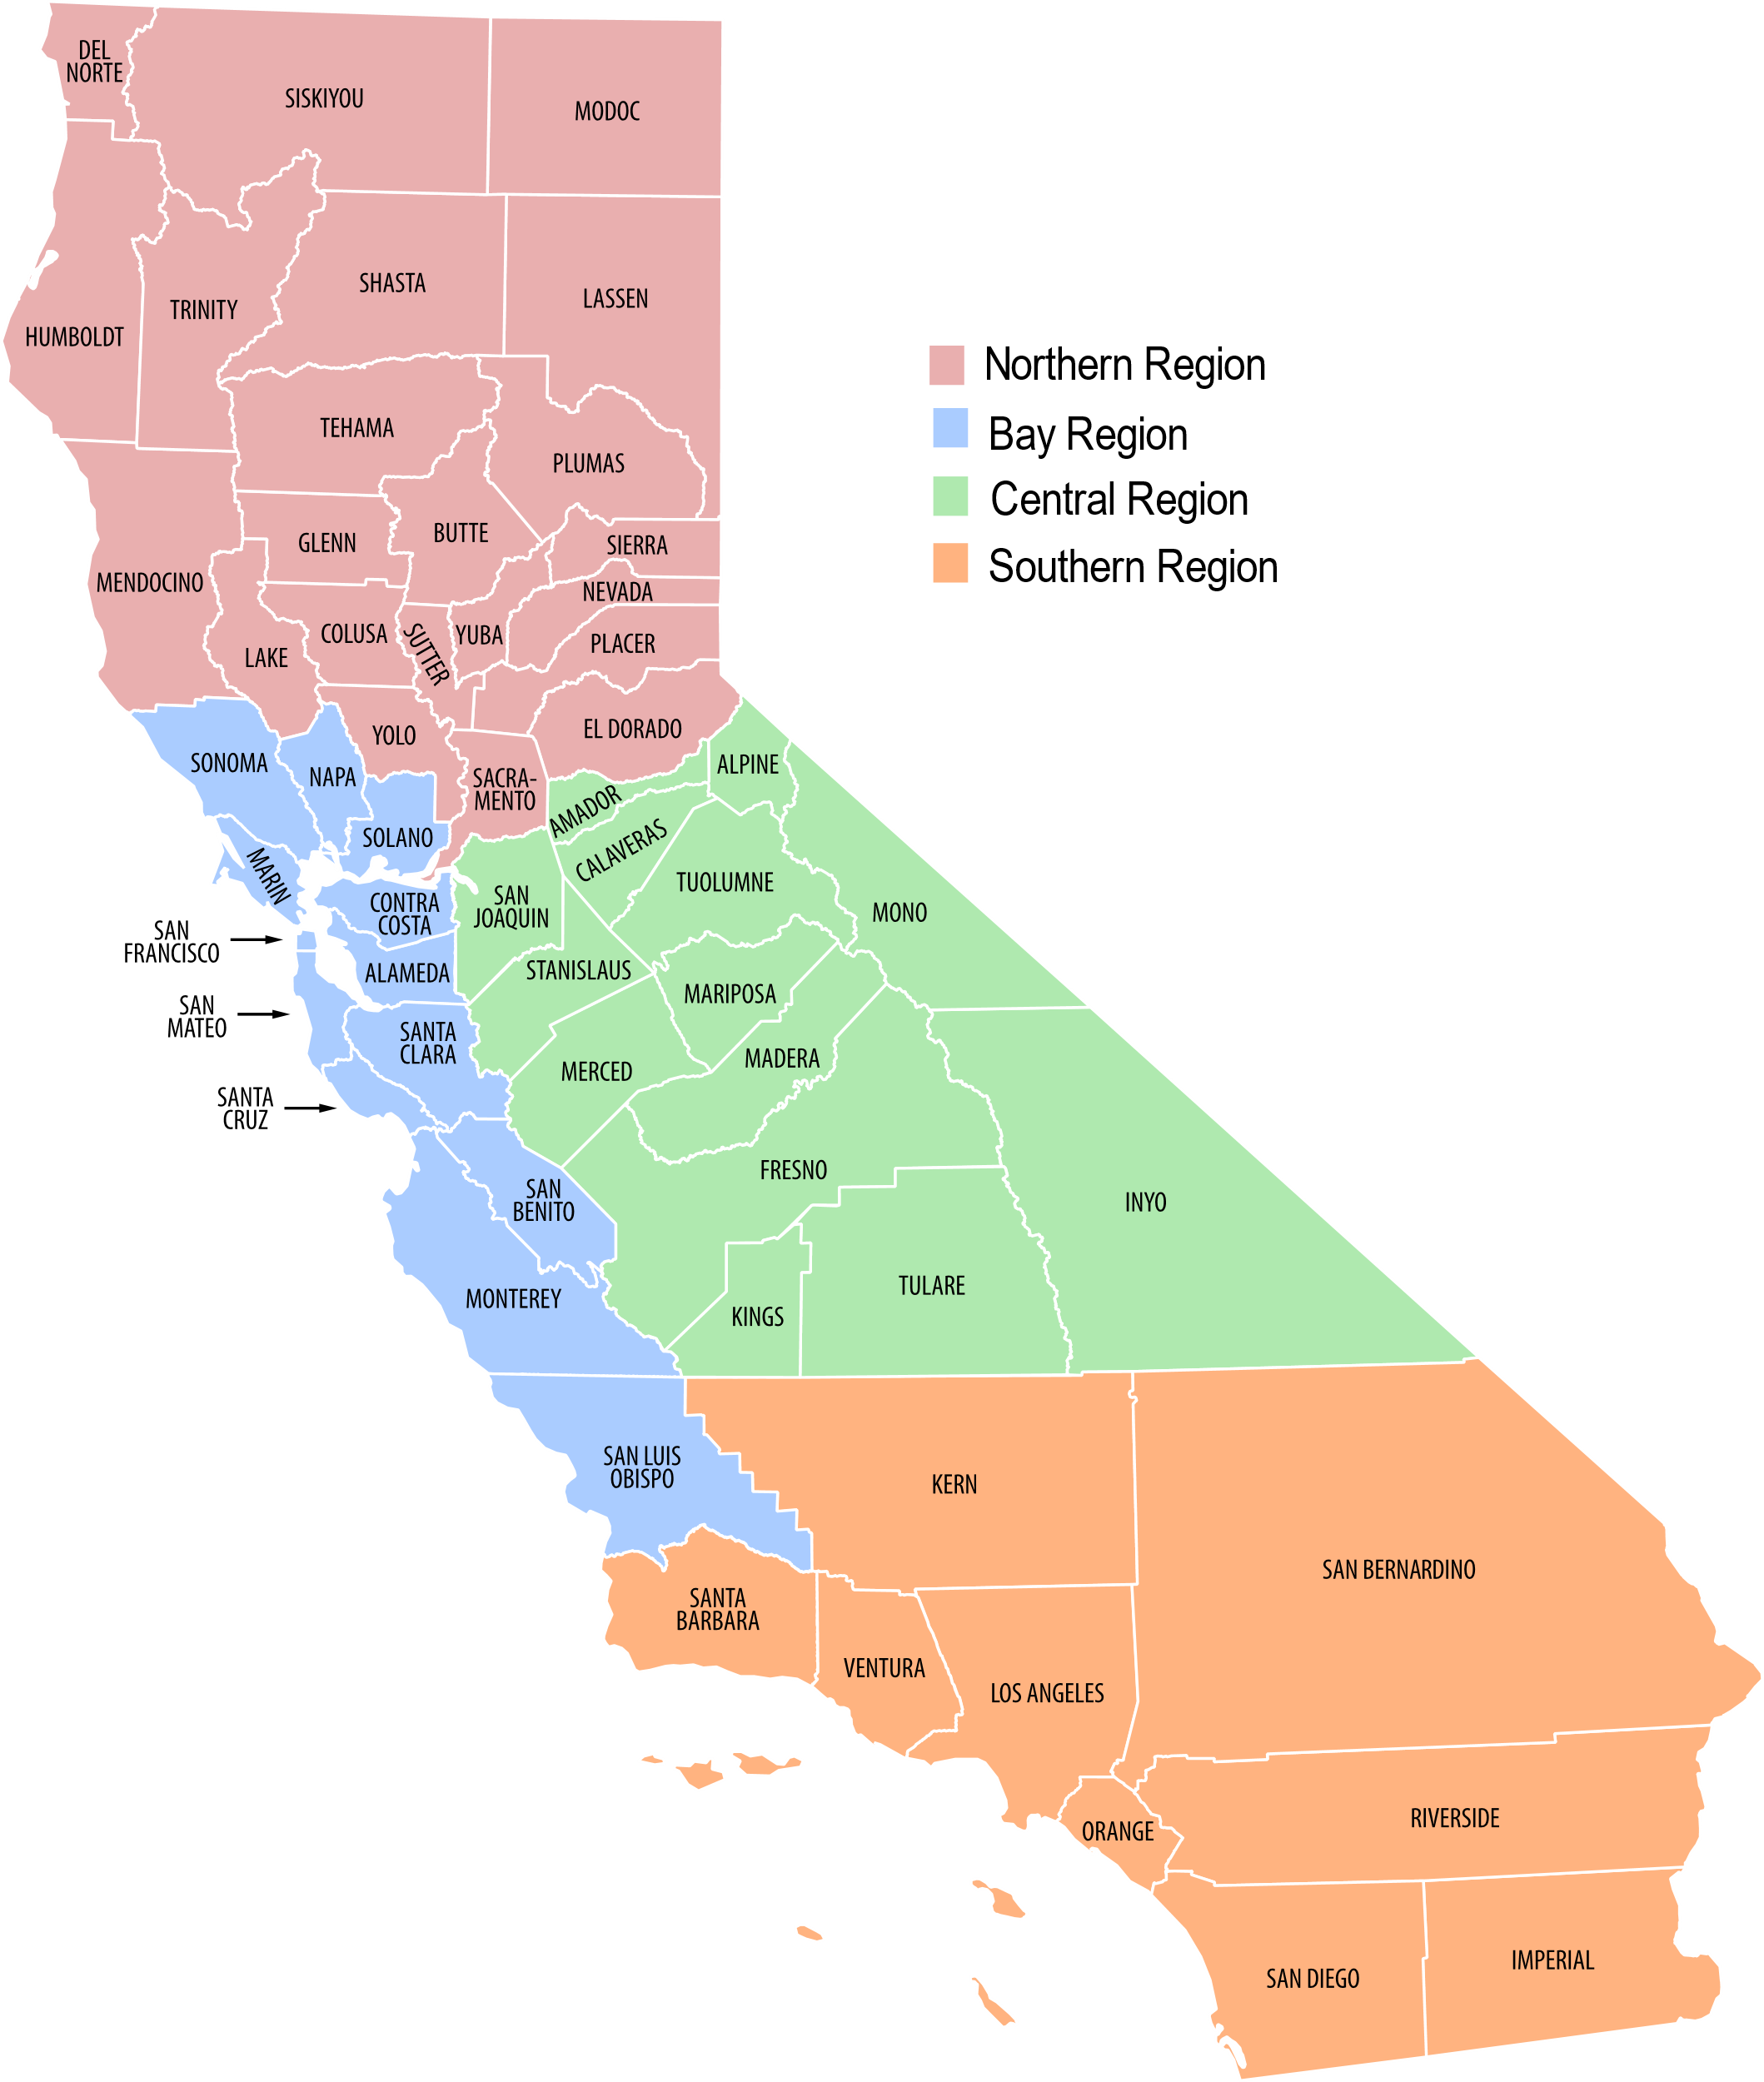 DEL
NORTE
SISKIYOU
MODOC
SHASTA
LASSEN
TRINITY
HUMBOLDT
Northern Region
Bay Region
Central Region
Southern Region
TEHAMA
PLUMAS
BUTTE
GLENN
SIERRA
MENDOCINO
NEVADA
COLUSA
SUTTER
YUBA
PLACER
LAKE
EL DORADO
YOLO
SONOMA
NAPA
SACRA-
MENTO
ALPINE
AMADOR
SOLANO
CALAVERAS
MARIN
TUOLUMNE
CONTRA
COSTA
SAN
JOAQUIN
MONO
SAN
FRANCISCO
ALAMEDA
STANISLAUS
MARIPOSA
SAN
MATEO
SANTA
CLARA
MERCED
MADERA
SANTA
CRUZ
FRESNO
SAN
BENITO
INYO
TULARE
MONTEREY
KINGS
SAN LUIS
OBISPO
KERN
SAN BERNARDINO
SANTA
BARBARA
VENTURA
LOS ANGELES
ORANGE
RIVERSIDE
SAN DIEGO
IMPERIAL